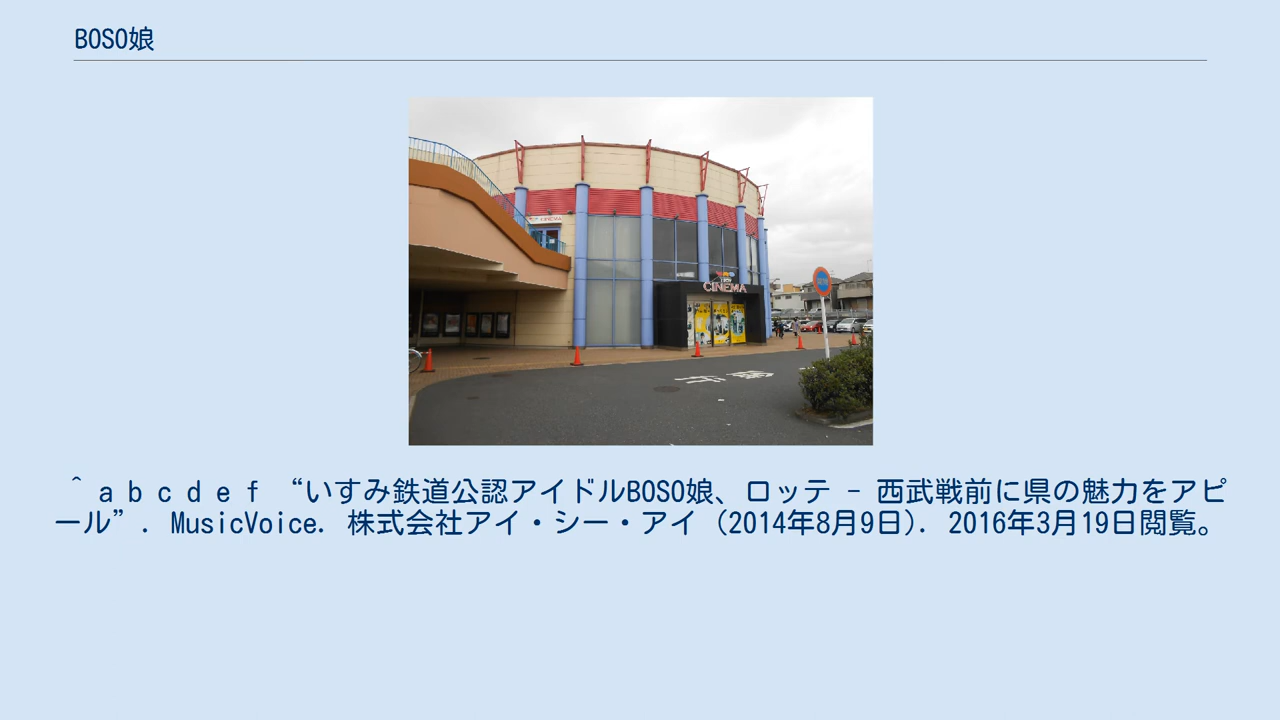 BOSO娘
CINEMA
CINEMA
^ a b c d e f “いすみ鉄道公認アイドルBOSO娘、ロッテ - 西武戦前に県の魅力をアピ
ール”. MusicVoice. 株式会社アイ・シー・アイ (2014年8月9日). 2016年3月19日閲覧。